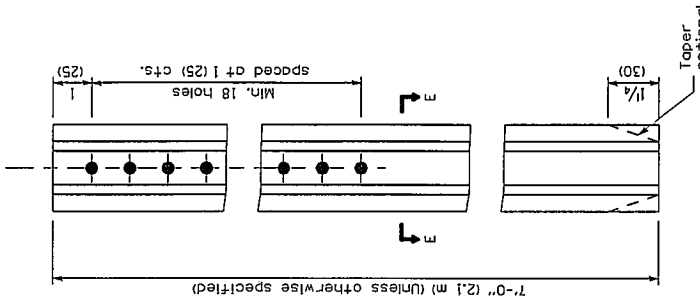 7'-0" (2.1 m) (Unless otherwise specified)
E
E
1¼
(30)
Min. 18 holes
spaced at 1 (25) cts.
1
(25)
Taper
optional